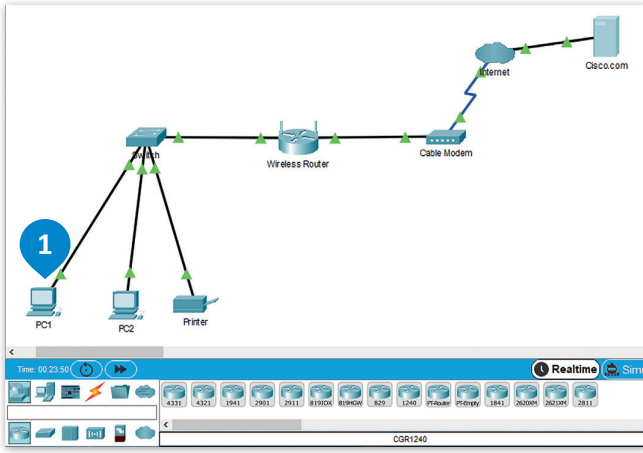 Cisco.com
Internet
Switch
Wireless Router
Cable Modem
1
PC1
PC2
Printer
<
Time: 00:23:50
Realtime
Sim
4331
4321
1941
2901
2911
819IOX
819HGW
829
1240
PT-Router
PT-Empty
1841
2620XM
2621XM
2811
<
CGR1240